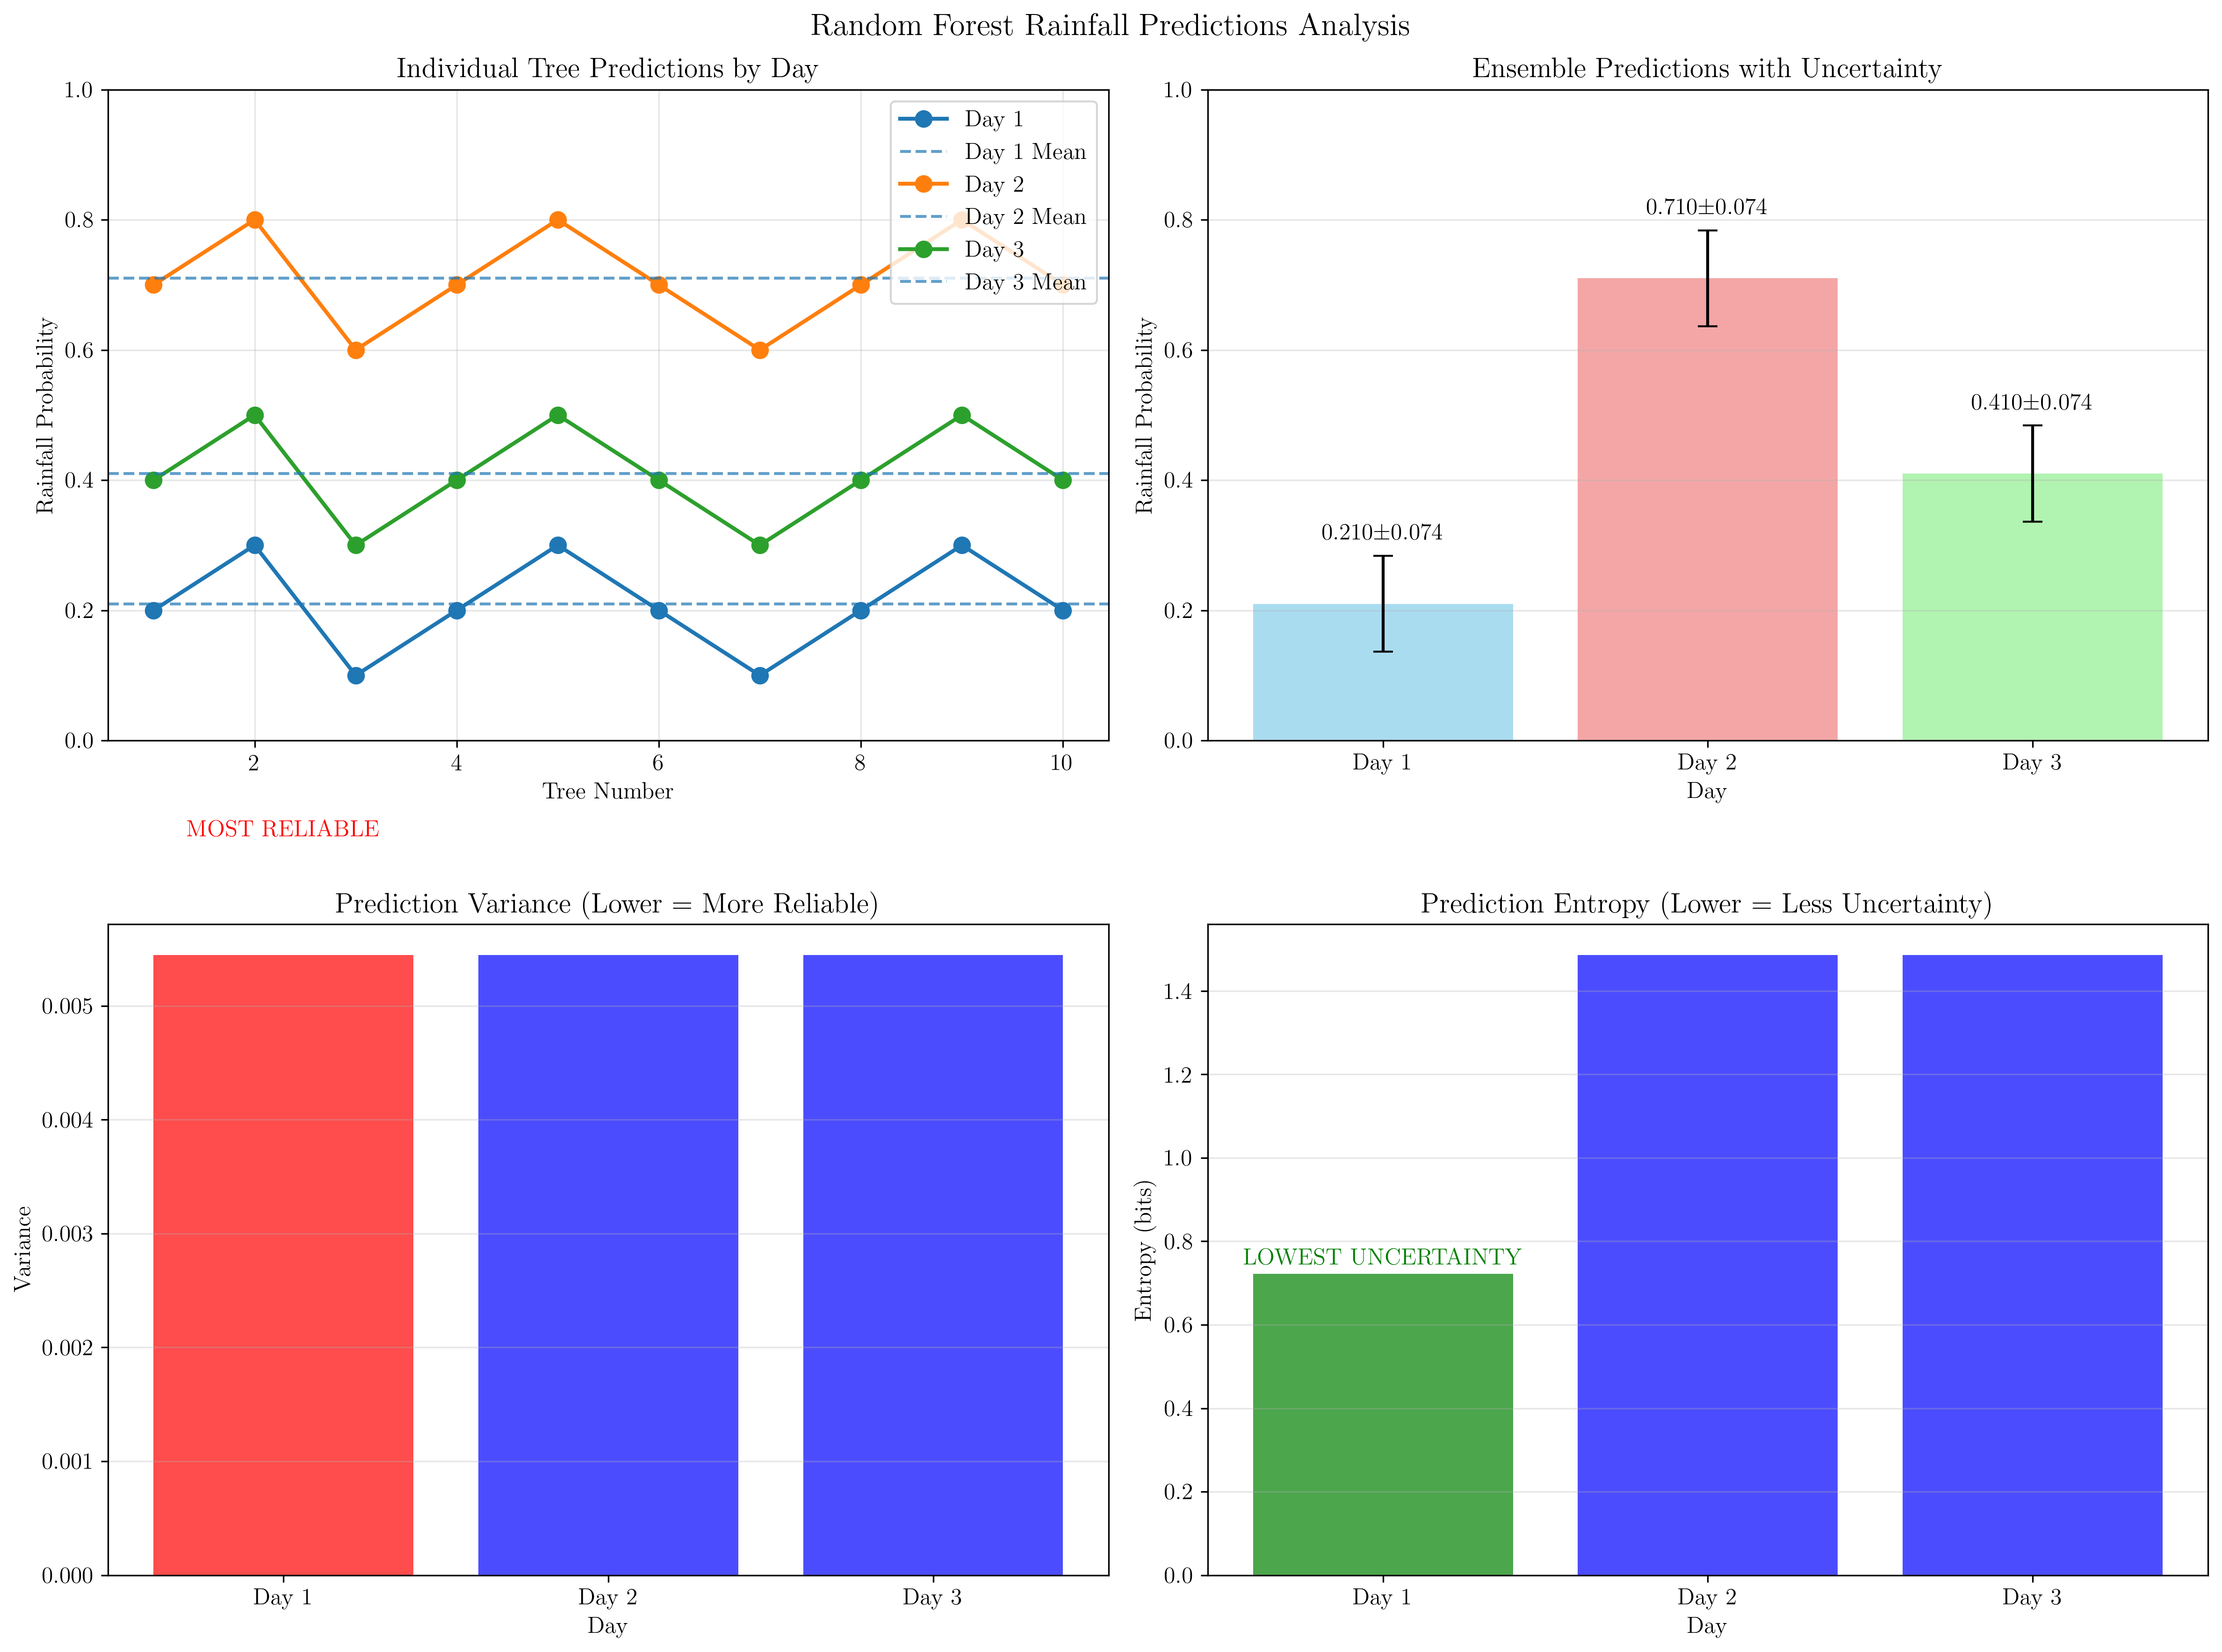 Random Forest Rainfall Predictions Analysis
Individual Tree Predictions by Day
Rainfall Probability
1.0
0.8
0.6
0.4
0.2
0.0
Day 1
Day 1 Mean
Day 2
Day 2 Mean
Day 3
Day 3 Mean
2 4 6 8 10
Tree Number
Ensemble Predictions with Uncertainty
Rainfall Probability
1.0
0.8
0.6
0.4
0.2
0.0
0.210±0.074
0.710±0.074
0.410±0.074
Day 1 Day 2 Day 3
Day
MOST RELIABLE
Prediction Variance (Lower = More Reliable)
Variance
0.005
0.004
0.003
0.002
0.001
0.000
Day 1 Day 2 Day 3
Day
Prediction Entropy (Lower = Less Uncertainty)
Entropy (bits)
1.4
1.2
1.0
0.8
0.6
0.4
0.2
0.0
LOWEST UNCERTAINTY
Day 1 Day 2 Day 3
Day